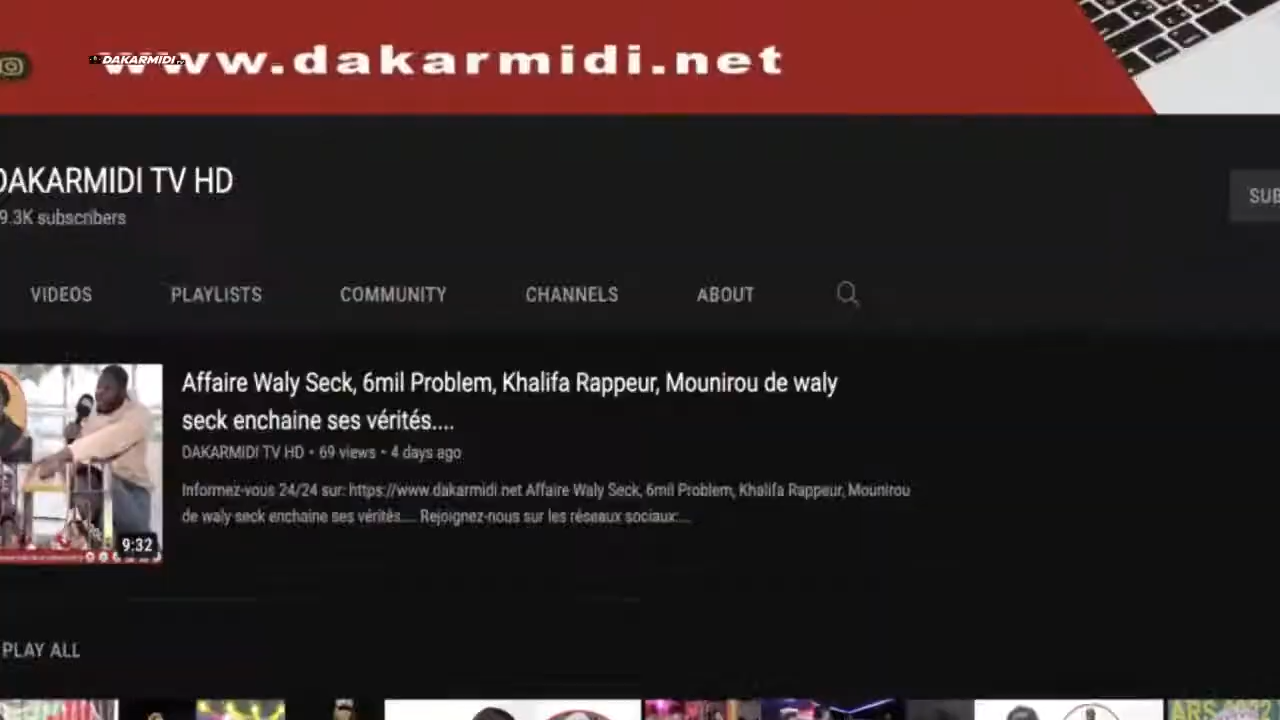 www.dakarmidi.net
DAKARMIDI
DAKARMIDI TV HD
9.3K subscribers
SUB
VIDEOS
PLAYLISTS
COMMUNITY
CHANNELS
ABOUT
Affaire Waly Seck, 6mil Problem, Khalifa Rappeur, Mounirou de waly
seck enchaine ses vérités....
DAKARMIDI TV HD • 69 views • 4 days ago
Informez-vous 24/24 sur: https://www.dakarmidi.net Affaire Waly Seck, 6mil Problem, Khalifa Rappeur, Mounirou
de waly seck enchaine ses vérités.... Rejoignez-nous sur les réseaux sociaux:...
9:32
PLAY ALL